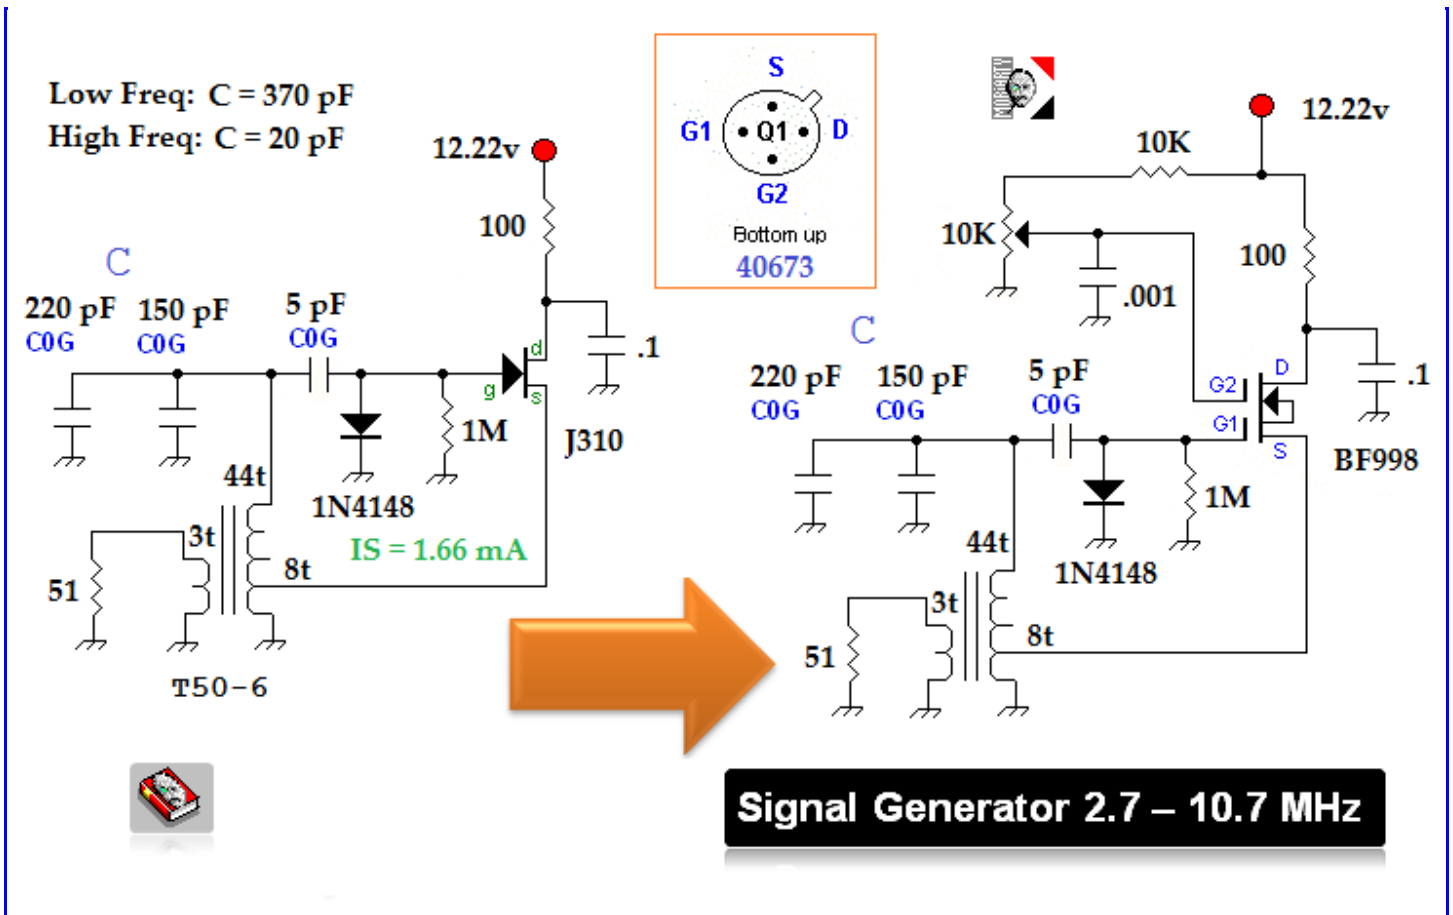 Low Freq: C = 370 pF
High Freq: C = 20 pF
12.22v
100
C
220 pF
C0G
150 pF
C0G
5 pF
C0G
d
g
s
.1
1M
J310
1N4148
44t
3t
8t
51
IS = 1.66 mA
T50-6
S
G1
Q1
D
G2
Bottom up
40673
MORIARTY
12.22v
10K
10K
100
.001
C
220 pF
C0G
150 pF
C0G
5 pF
C0G
G2
D
G1
S
.1
BF998
1M
1N4148
44t
3t
8t
51
Signal Generator 2.7 – 10.7 MHz